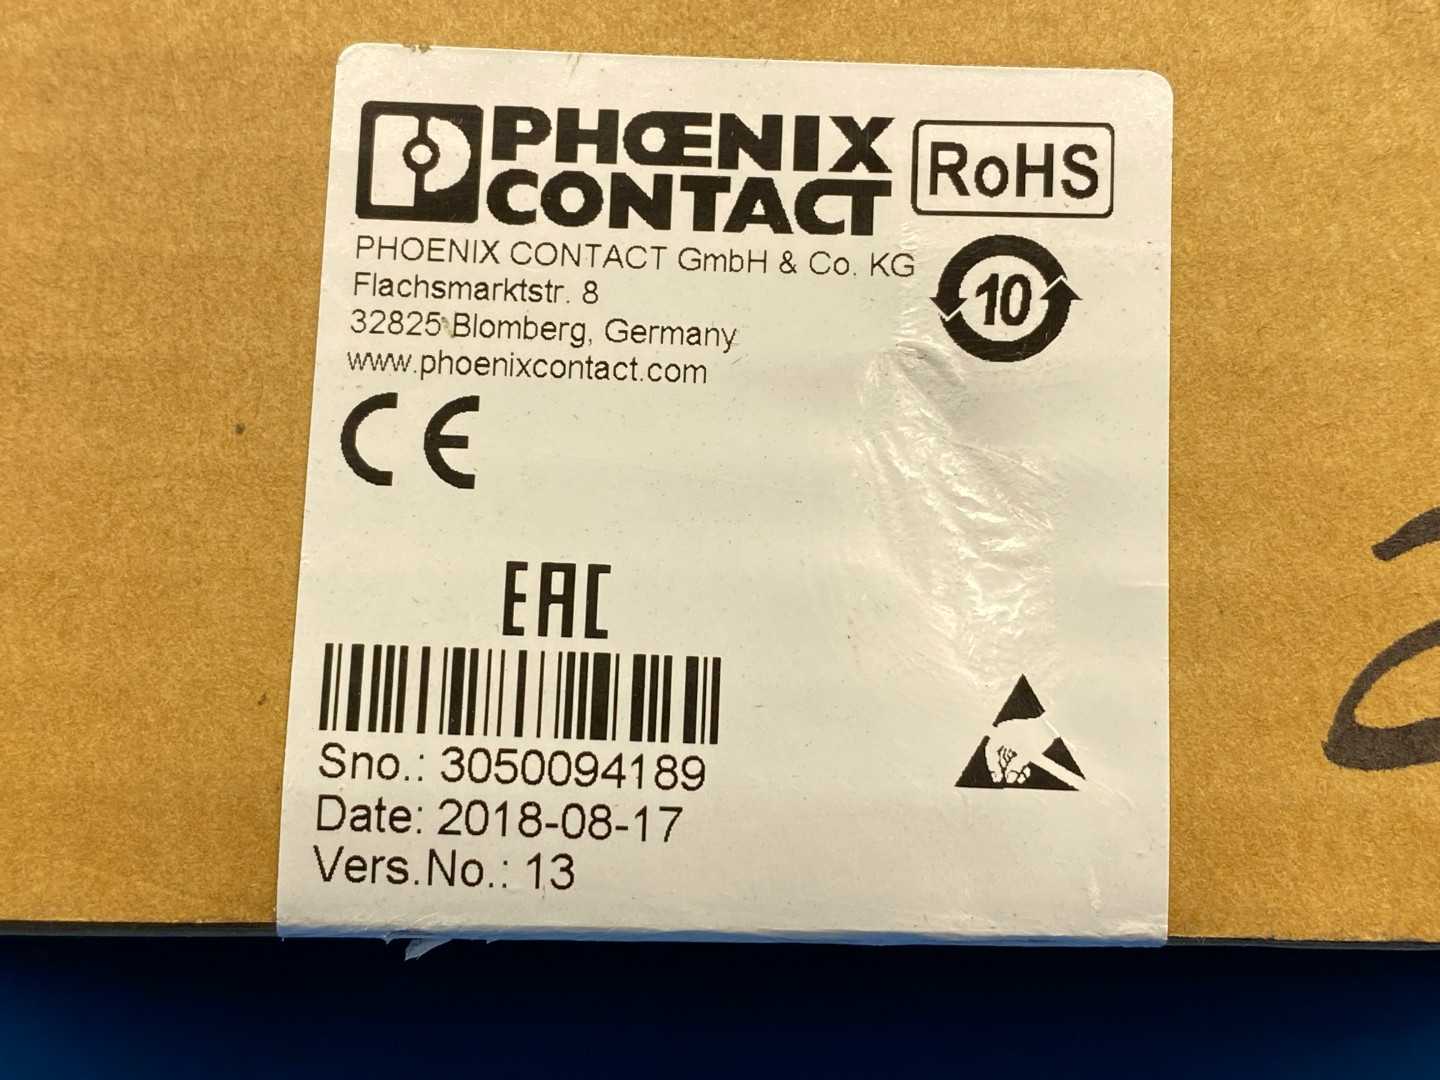 PHŒNIX
CONTACT
RoHS
PHOENIX CONTACT GmbH & Co. KG
Flachsmarktstr. 8
32825 Blomberg, Germany
www.phoenixcontact.com
10
CE
EAC
Sno.: 3050094189
Date: 2018-08-17
Vers.No.: 13